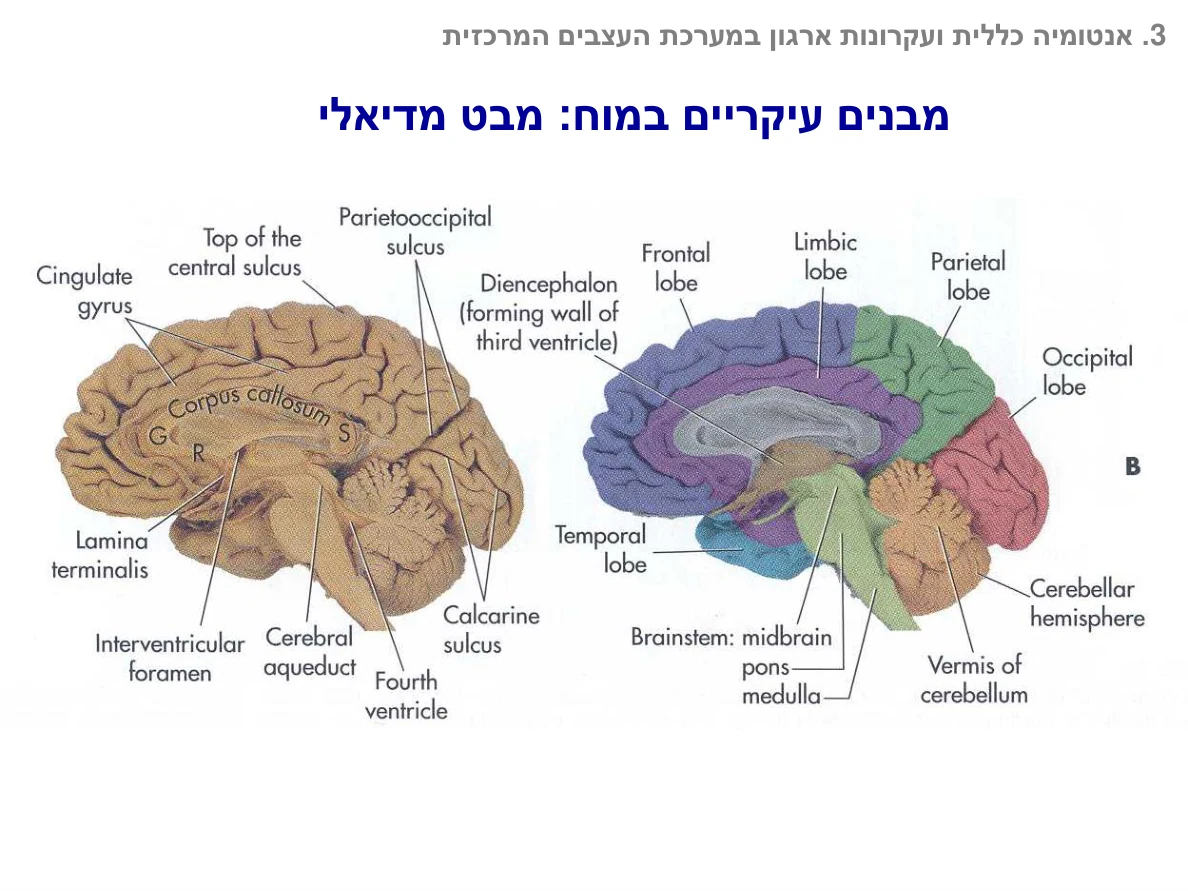 3. אנטומיה כללית ועקרונות ארגון במערכת העצבים המרכזית
מבנים עיקריים במוח: מבט מדיאלי
Parietooccipital
sulcus
Top of the
central sulcus
Cingulate
gyrus
Corpus callosum
G
R
S
Lamina
terminalis
Interventricular
foramen
Cerebral
aqueduct
Fourth
ventricle
Calcarine
sulcus
Frontal
lobe
Limbic
lobe
Parietal
lobe
Diencephalon
(forming wall of
third ventricle)
Occipital
lobe
B
Temporal
lobe
Brainstem: midbrain
pons
medulla
Vermis of
cerebellum
Cerebellar
hemisphere